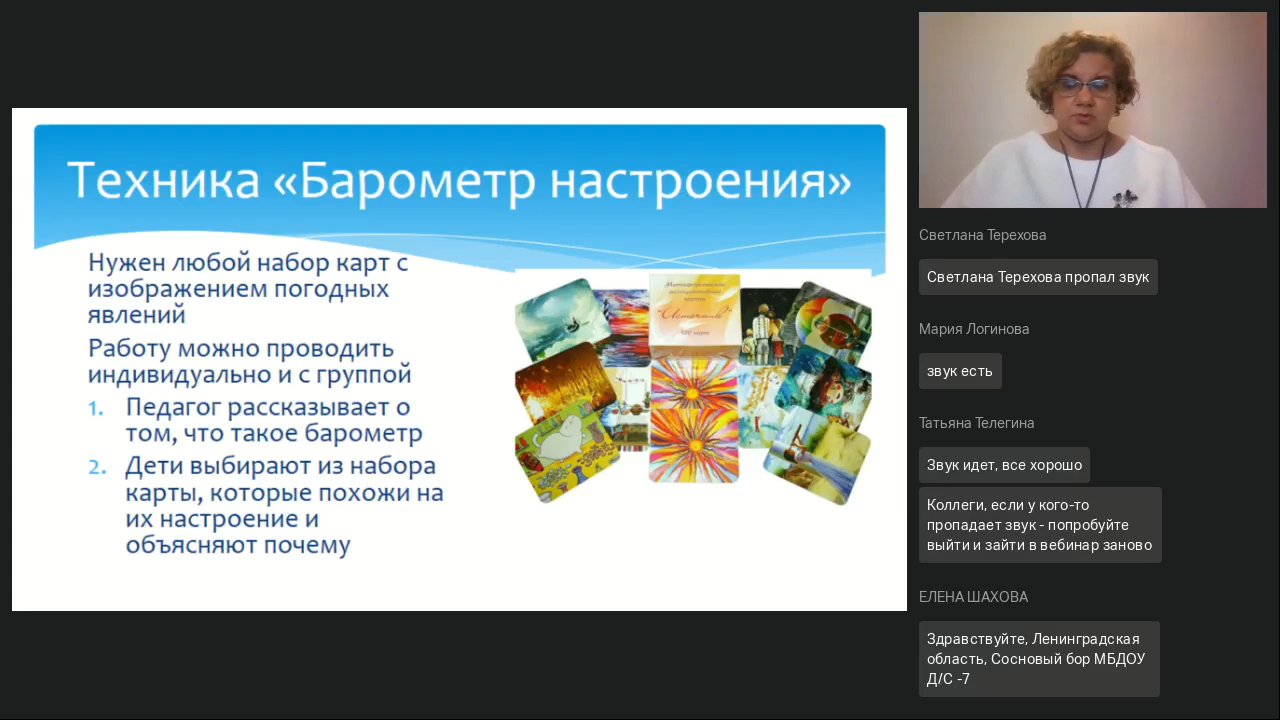 Техника «Барометр настроения»
Нужен любой набор карт с
изображением погодных
явлений
Работу можно проводить
индивидуально и с группой
1. Педагог рассказывает о
том, что такое барометр
2. Дети выбирают из набора
карты, которые похожи на
их настроение и
объясняют почему
Светлана Терехова
Светлана Терехова пропал звук
Мария Логинова
звук есть
Татьяна Телегина
Звук идет, все хорошо
Коллеги, если у кого-то
пропадает звук - попробуйте
выйти и зайти в вебинар заново
ЕЛЕНА ШАХОВА
Здравствуйте, Ленинградская
область, Сосновый бор МБДОУ
Д/С -7